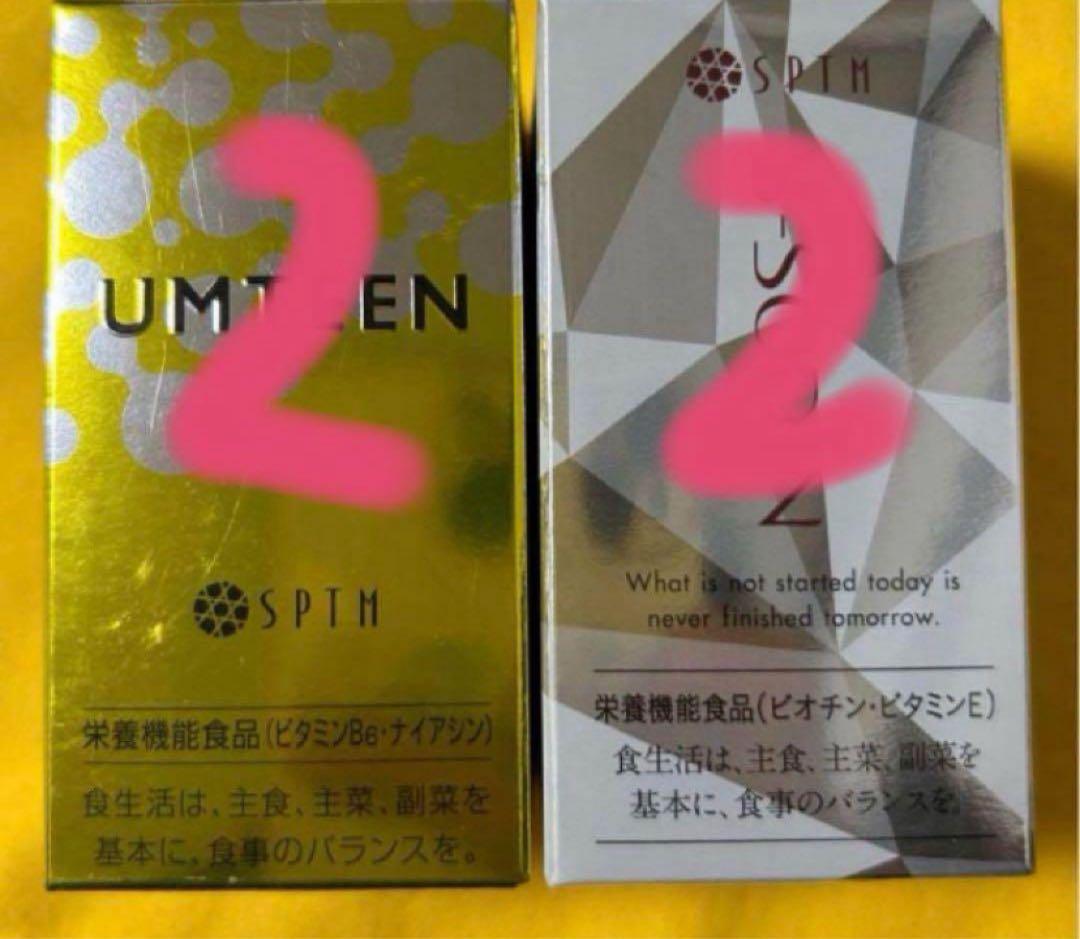 2
UMTEEN
SPTM
栄養機能食品(ビタミンB6・ナイアシン)
食生活は、主食、主菜、副菜を
基本に、食事のバランスを。
SPTM
2
What is not started today is
never finished tomorrow.
栄養機能食品(ビオチン・ビタミンE)
食生活は、主食、主菜、副菜を
基本に、食事のバランスを。